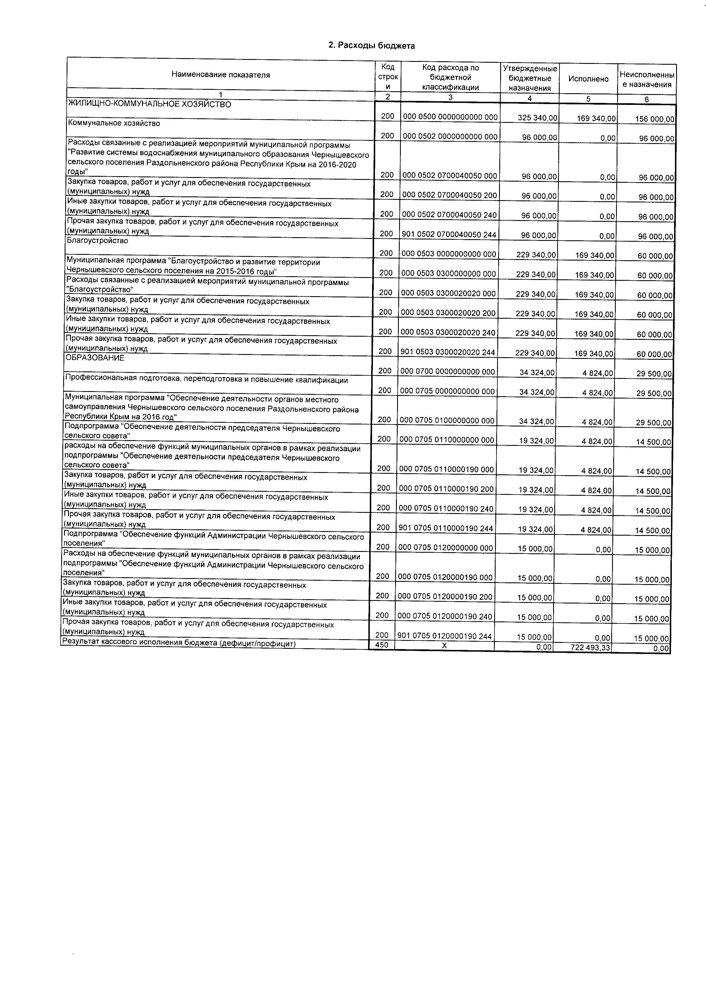 2. Расходы бюджета
Наименование показателя
Код
строк
и
Код расхода по
бюджетной
классификации
Утвержденные
бюджетные
назначения
Исполнено
Неисполненны
е назначения
1 2 3 4 5 6
ЖИЛИЩНО-КОММУНАЛЬНОЕ ХОЗЯЙСТВО
200 000 0500 0000000000 000 325 340,00 169 340,00 156 000,00
Коммунальное хозяйство
200 000 0502 0000000000 000 96 000,00 0,00 96 000,00
Расходы связанные с реализацией мероприятий муниципальной программы
"Развитие системы водоснабжения муниципального образования Чернышевского
сельского поселения Раздольненского района Республики Крым на 2016-2020
годы" 200 000 0502 0700040050 000 96 000,00 0,00 96 000,00
Закупка товаров, работ и услуг для обеспечения государственных
(муниципальных) нужд 200 000 0502 0700040050 200 96 000,00 0,00 96 000,00
Иные закупки товаров, работ и услуг для обеспечения государственных
(муниципальных) нужд 200 000 0502 0700040050 240 96 000,00 0,00 96 000,00
Прочая закупка товаров, работ и услуг для обеспечения государственных
(муниципальных) нужд 200 901 0502 0700040050 244 96 000,00 0,00 96 000,00
Благоустройство
200 000 0503 0000000000 000 229 340,00 169 340,00 60 000,00
Муниципальная программа "Благоустройство и развитие территории
Чернышевского сельского поселения на 2015-2016 годы" 200 000 0503 0300000000 000 229 340,00 169 340,00 60 000,00
Расходы связанные с реализацией мероприятий муниципальной программы
"Благоустройство" 200 000 0503 0300020020 000 229 340,00 169 340,00 60 000,00
Закупка товаров, работ и услуг для обеспечения государственных
(муниципальных) нужд 200 000 0503 0300020020 200 229 340,00 169 340,00 60 000,00
Иные закупки товаров, работ и услуг для обеспечения государственных
(муниципальных) нужд 200 000 0503 0300020020 240 229 340,00 169 340,00 60 000,00
Прочая закупка товаров, работ и услуг для обеспечения государственных
(муниципальных) нужд 200 901 0503 0300020020 244 229 340,00 169 340,00 60 000,00
ОБРАЗОВАНИЕ
200 000 0700 0000000000 000 34 324,00 4 824,00 29 500,00
Профессиональная подготовка, переподготовка и повышение квалификации
200 000 0705 0000000000 000 34 324,00 4 824,00 29 500,00
Муниципальная программа "Обеспечение деятельности органов местного
самоуправления Чернышевского сельского поселения Раздольненского района
Республики Крым на 2016 год" 200 000 0705 0100000000 000 34 324,00 4 824,00 29 500,00
Подпрограмма "Обеспечение деятельности председателя Чернышевского
сельского совета" 200 000 0705 0110000000 000 19 324,00 4 824,00 14 500,00
расходы на обеспечение функций муниципальных органов в рамках реализации
подпрограммы "Обеспечение деятельности председателя Чернышевского
сельского совета" 200 000 0705 0110000190 000 19 324,00 4 824,00 14 500,00
Закупка товаров, работ и услуг для обеспечения государственных
(муниципальных) нужд 200 000 0705 0110000190 200 19 324,00 4 824,00 14 500,00
Иные закупки товаров, работ и услуг для обеспечения государственных
(муниципальных) нужд 200 000 0705 0110000190 240 19 324,00 4 824,00 14 500,00
Прочая закупка товаров, работ и услуг для обеспечения государственных
(муниципальных) нужд 200 901 0705 0110000190 244 19 324,00 4 824,00 14 500,00
Подпрограмма "Обеспечение функций Администрации Чернышевского сельского
поселения" 200 000 0705 0120000000 000 15 000,00 0,00 15 000,00
Расходы на обеспечение функций муниципальных органов в рамках реализации
подпрограммы "Обеспечение функций Администрации Чернышевского сельского
поселения" 200 000 0705 0120000190 000 15 000,00 0,00 15 000,00
Закупка товаров, работ и услуг для обеспечения государственных
(муниципальных) нужд 200 000 0705 0120000190 200 15 000,00 0,00 15 000,00
Иные закупки товаров, работ и услуг для обеспечения государственных
(муниципальных) нужд 200 000 0705 0120000190 240 15 000,00 0,00 15 000,00
Прочая закупка товаров, работ и услуг для обеспечения государственных
(муниципальных) нужд 200 901 0705 0120000190 244 15 000,00 0,00 15 000,00
Результат кассового исполнения бюджета (дефицит/профицит) 450 X 0,00 722 493,33 0,00